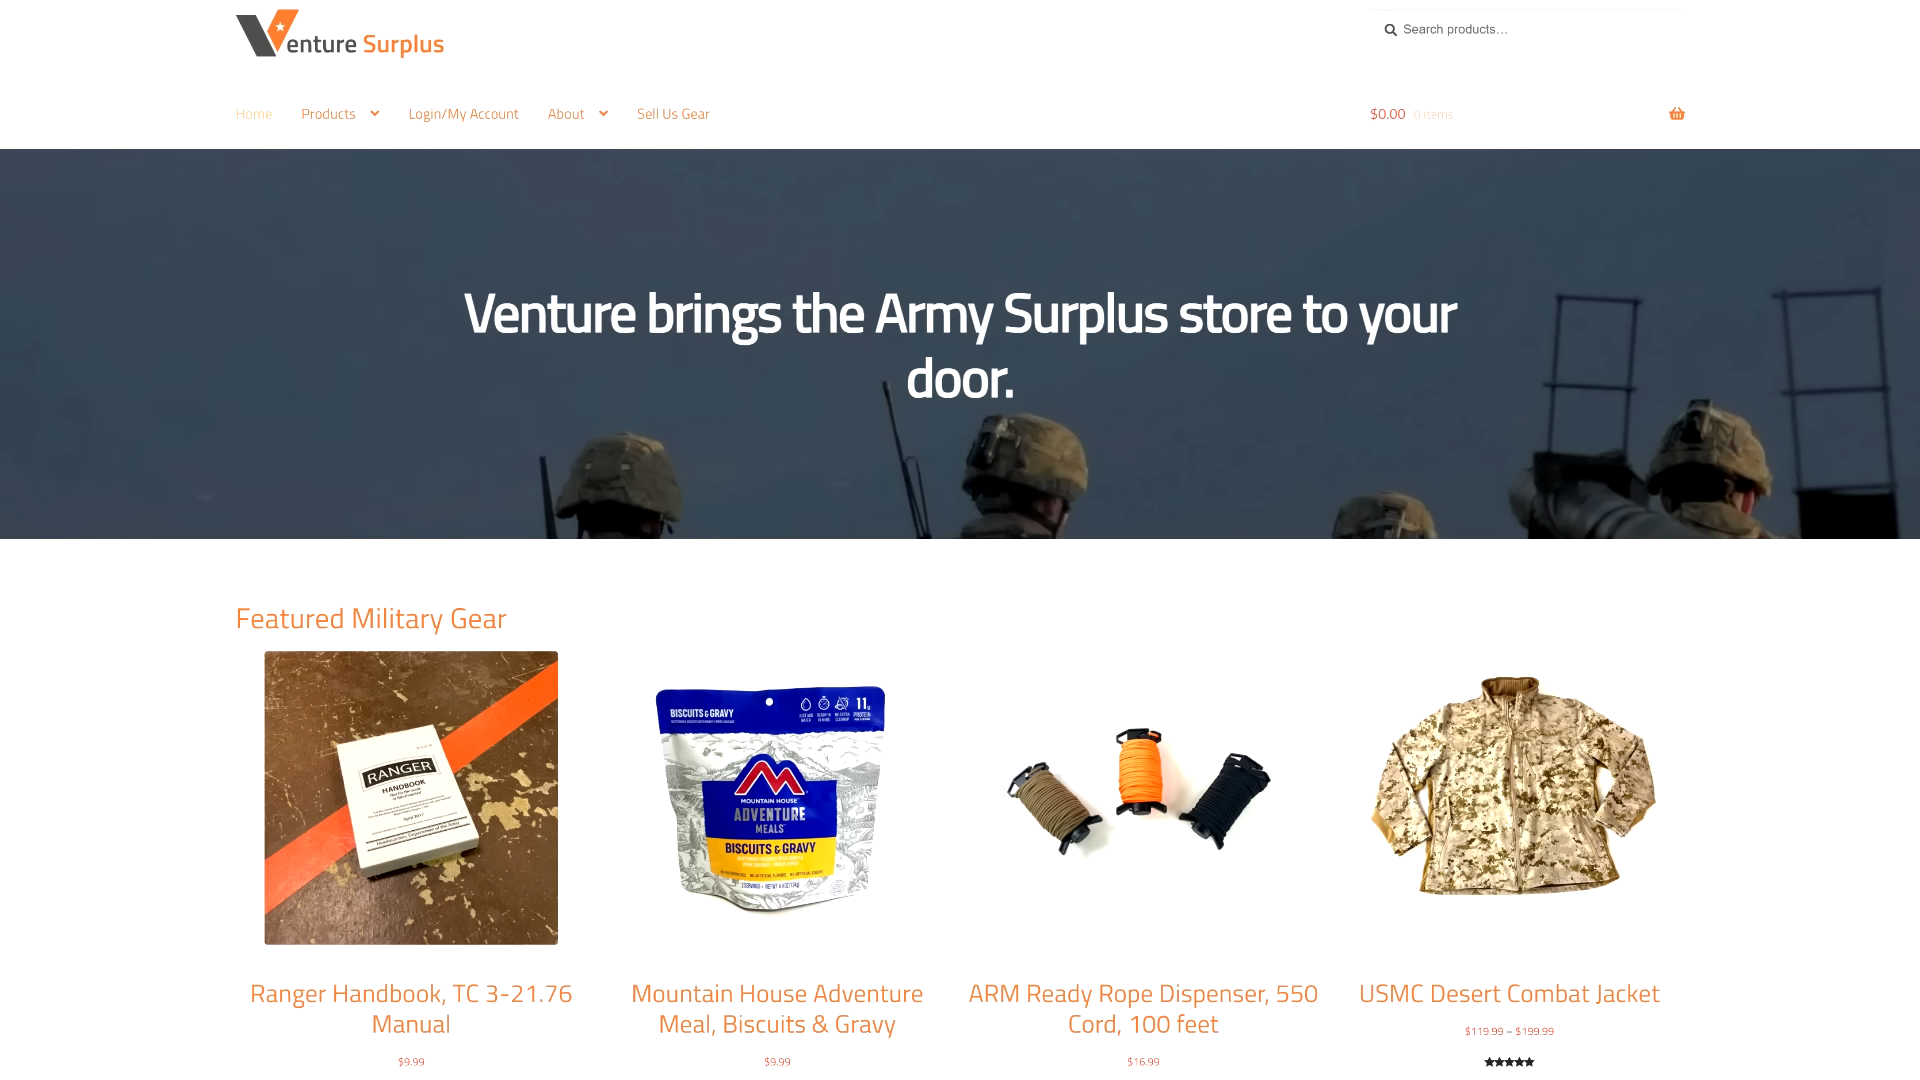 Venture Surplus
Search products...
Home
Products
Login/My Account
About
Sell Us Gear
$0.00 0 items
Venture brings the Army Surplus store to your
door.
Featured Military Gear
RANGER
HANDBOOK
April 2017
BISCUITS & GRAVY
11g
PROTEIN
MOUNTAIN HOUSE
ADVENTURE
MEALS
BISCUITS & GRAVY
Ranger Handbook, TC 3-21.76
Manual
$9.99
Mountain House Adventure
Meal, Biscuits & Gravy
$9.99
ARM Ready Rope Dispenser, 550
Cord, 100 feet
$16.99
USMC Desert Combat Jacket
$119.99 – $199.99